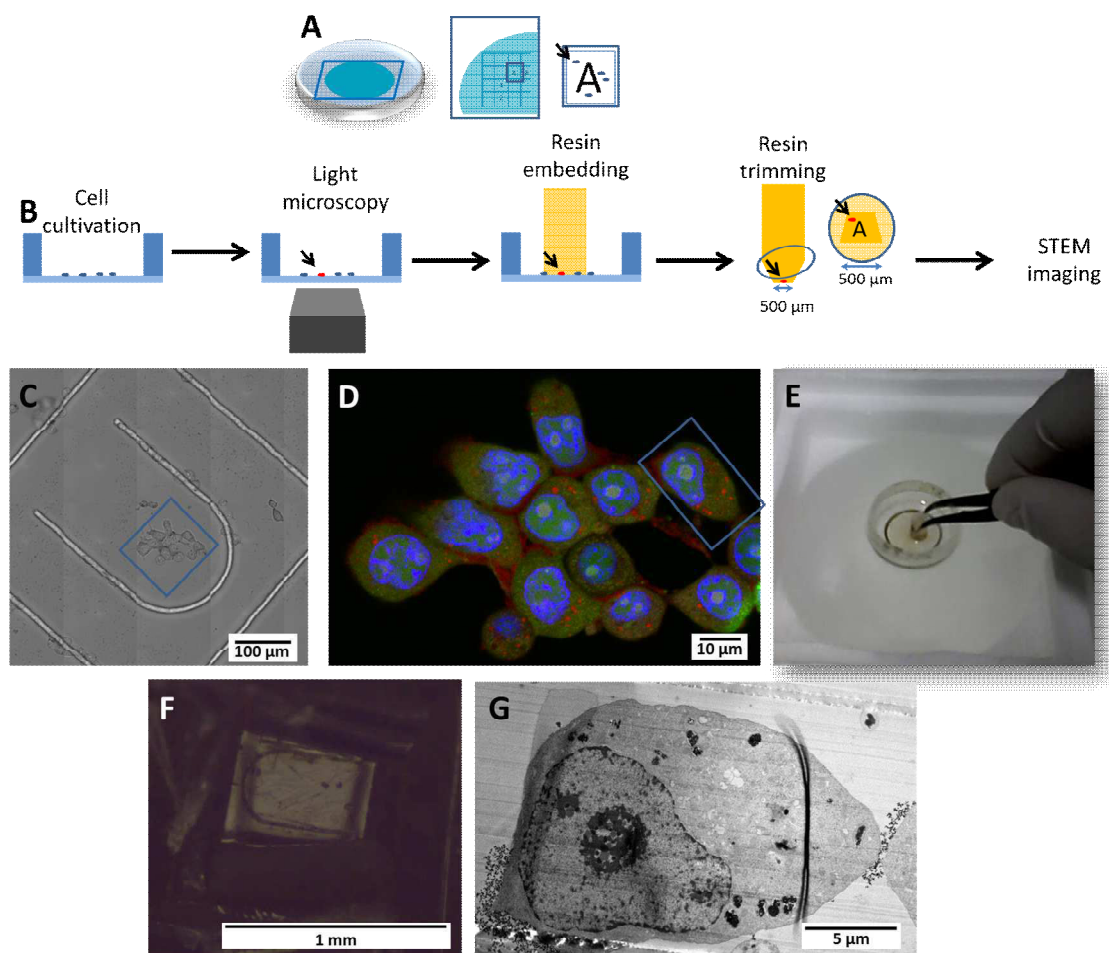 A
A
B
Cell
cultivation
Light
microscopy
Resin
embedding
Resin
trimming
A
500 µm
500 µm
STEM
imaging
C
100 µm
D
10 µm
E
F
1 mm
G
5 µm